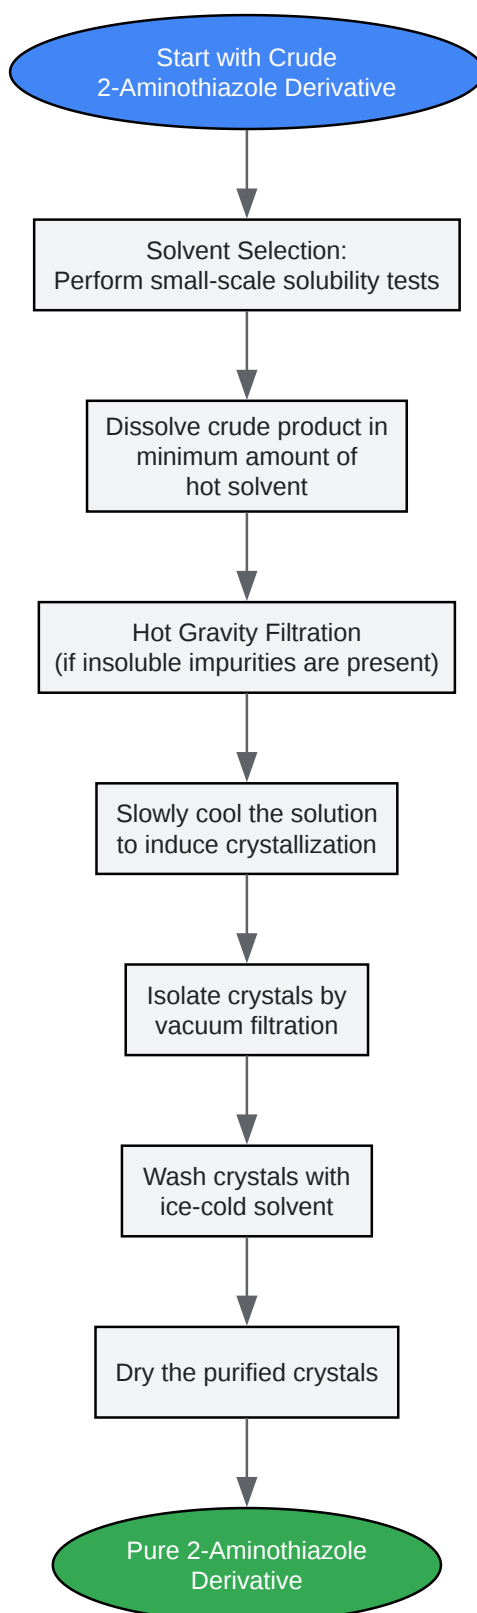 Start with Crude
2-Aminothiazole Derivative
Solvent Selection:
Perform small-scale solubility tests
Dissolve crude product in
minimum amount of
hot solvent
Hot Gravity Filtration
(if insoluble impurities are present)
Slowly cool the solution
to induce crystallization
Isolate crystals by
vacuum filtration
Wash crystals with
ice-cold solvent
Dry the purified crystals
Pure 2-Aminothiazole
Derivative